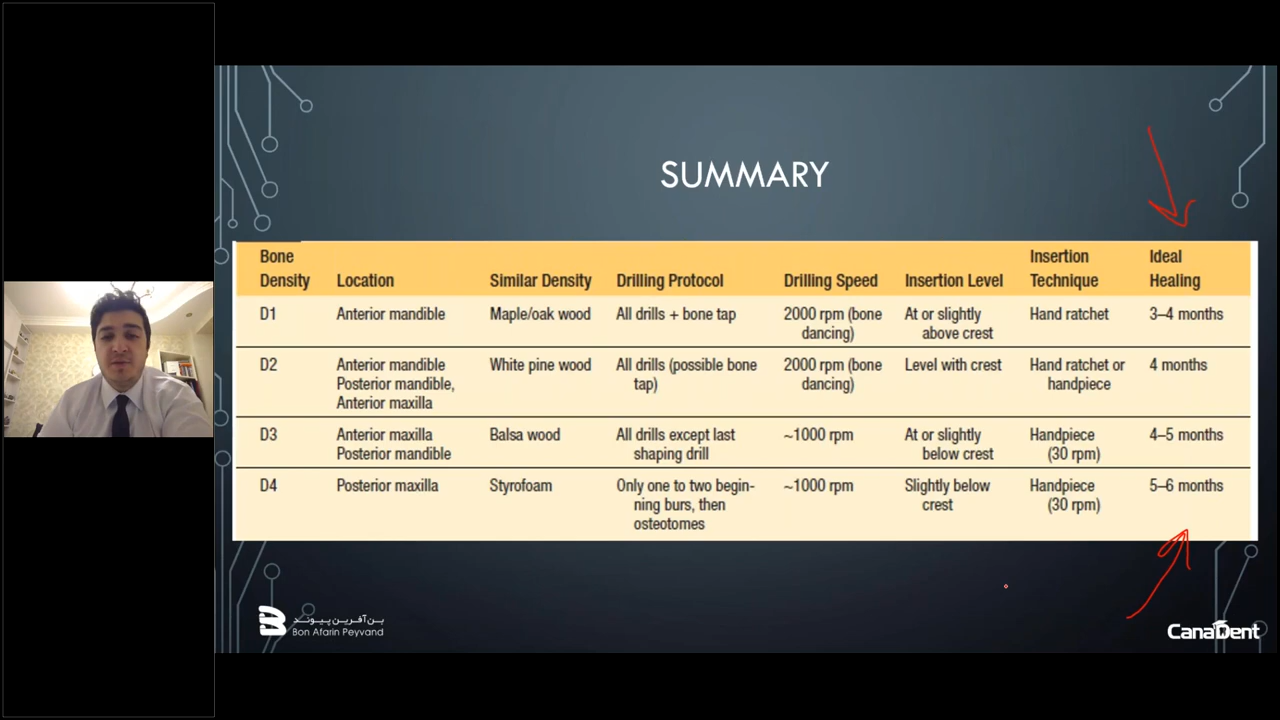 SUMMARY
Bone Density Location Similar Density Drilling Protocol Drilling Speed Insertion Level Insertion Technique Ideal Healing
D1 Anterior mandible Maple/oak wood All drills + bone tap 2000 rpm (bone dancing) At or slightly above crest Hand ratchet 3–4 months
D2 Anterior mandible Posterior mandible, Anterior maxilla White pine wood All drills (possible bone tap) 2000 rpm (bone dancing) Level with crest Hand ratchet or handpiece 4 months
D3 Anterior maxilla Posterior mandible Balsa wood All drills except last shaping drill ~1000 rpm At or slightly below crest Handpiece (30 rpm) 4–5 months
D4 Posterior maxilla Styrofoam Only one to two begin-ning burs, then osteotomes ~1000 rpm Slightly below crest Handpiece (30 rpm) 5–6 months
بن‌آفرین‌پیوند
Bon Afarin Peyvand
CanaDent